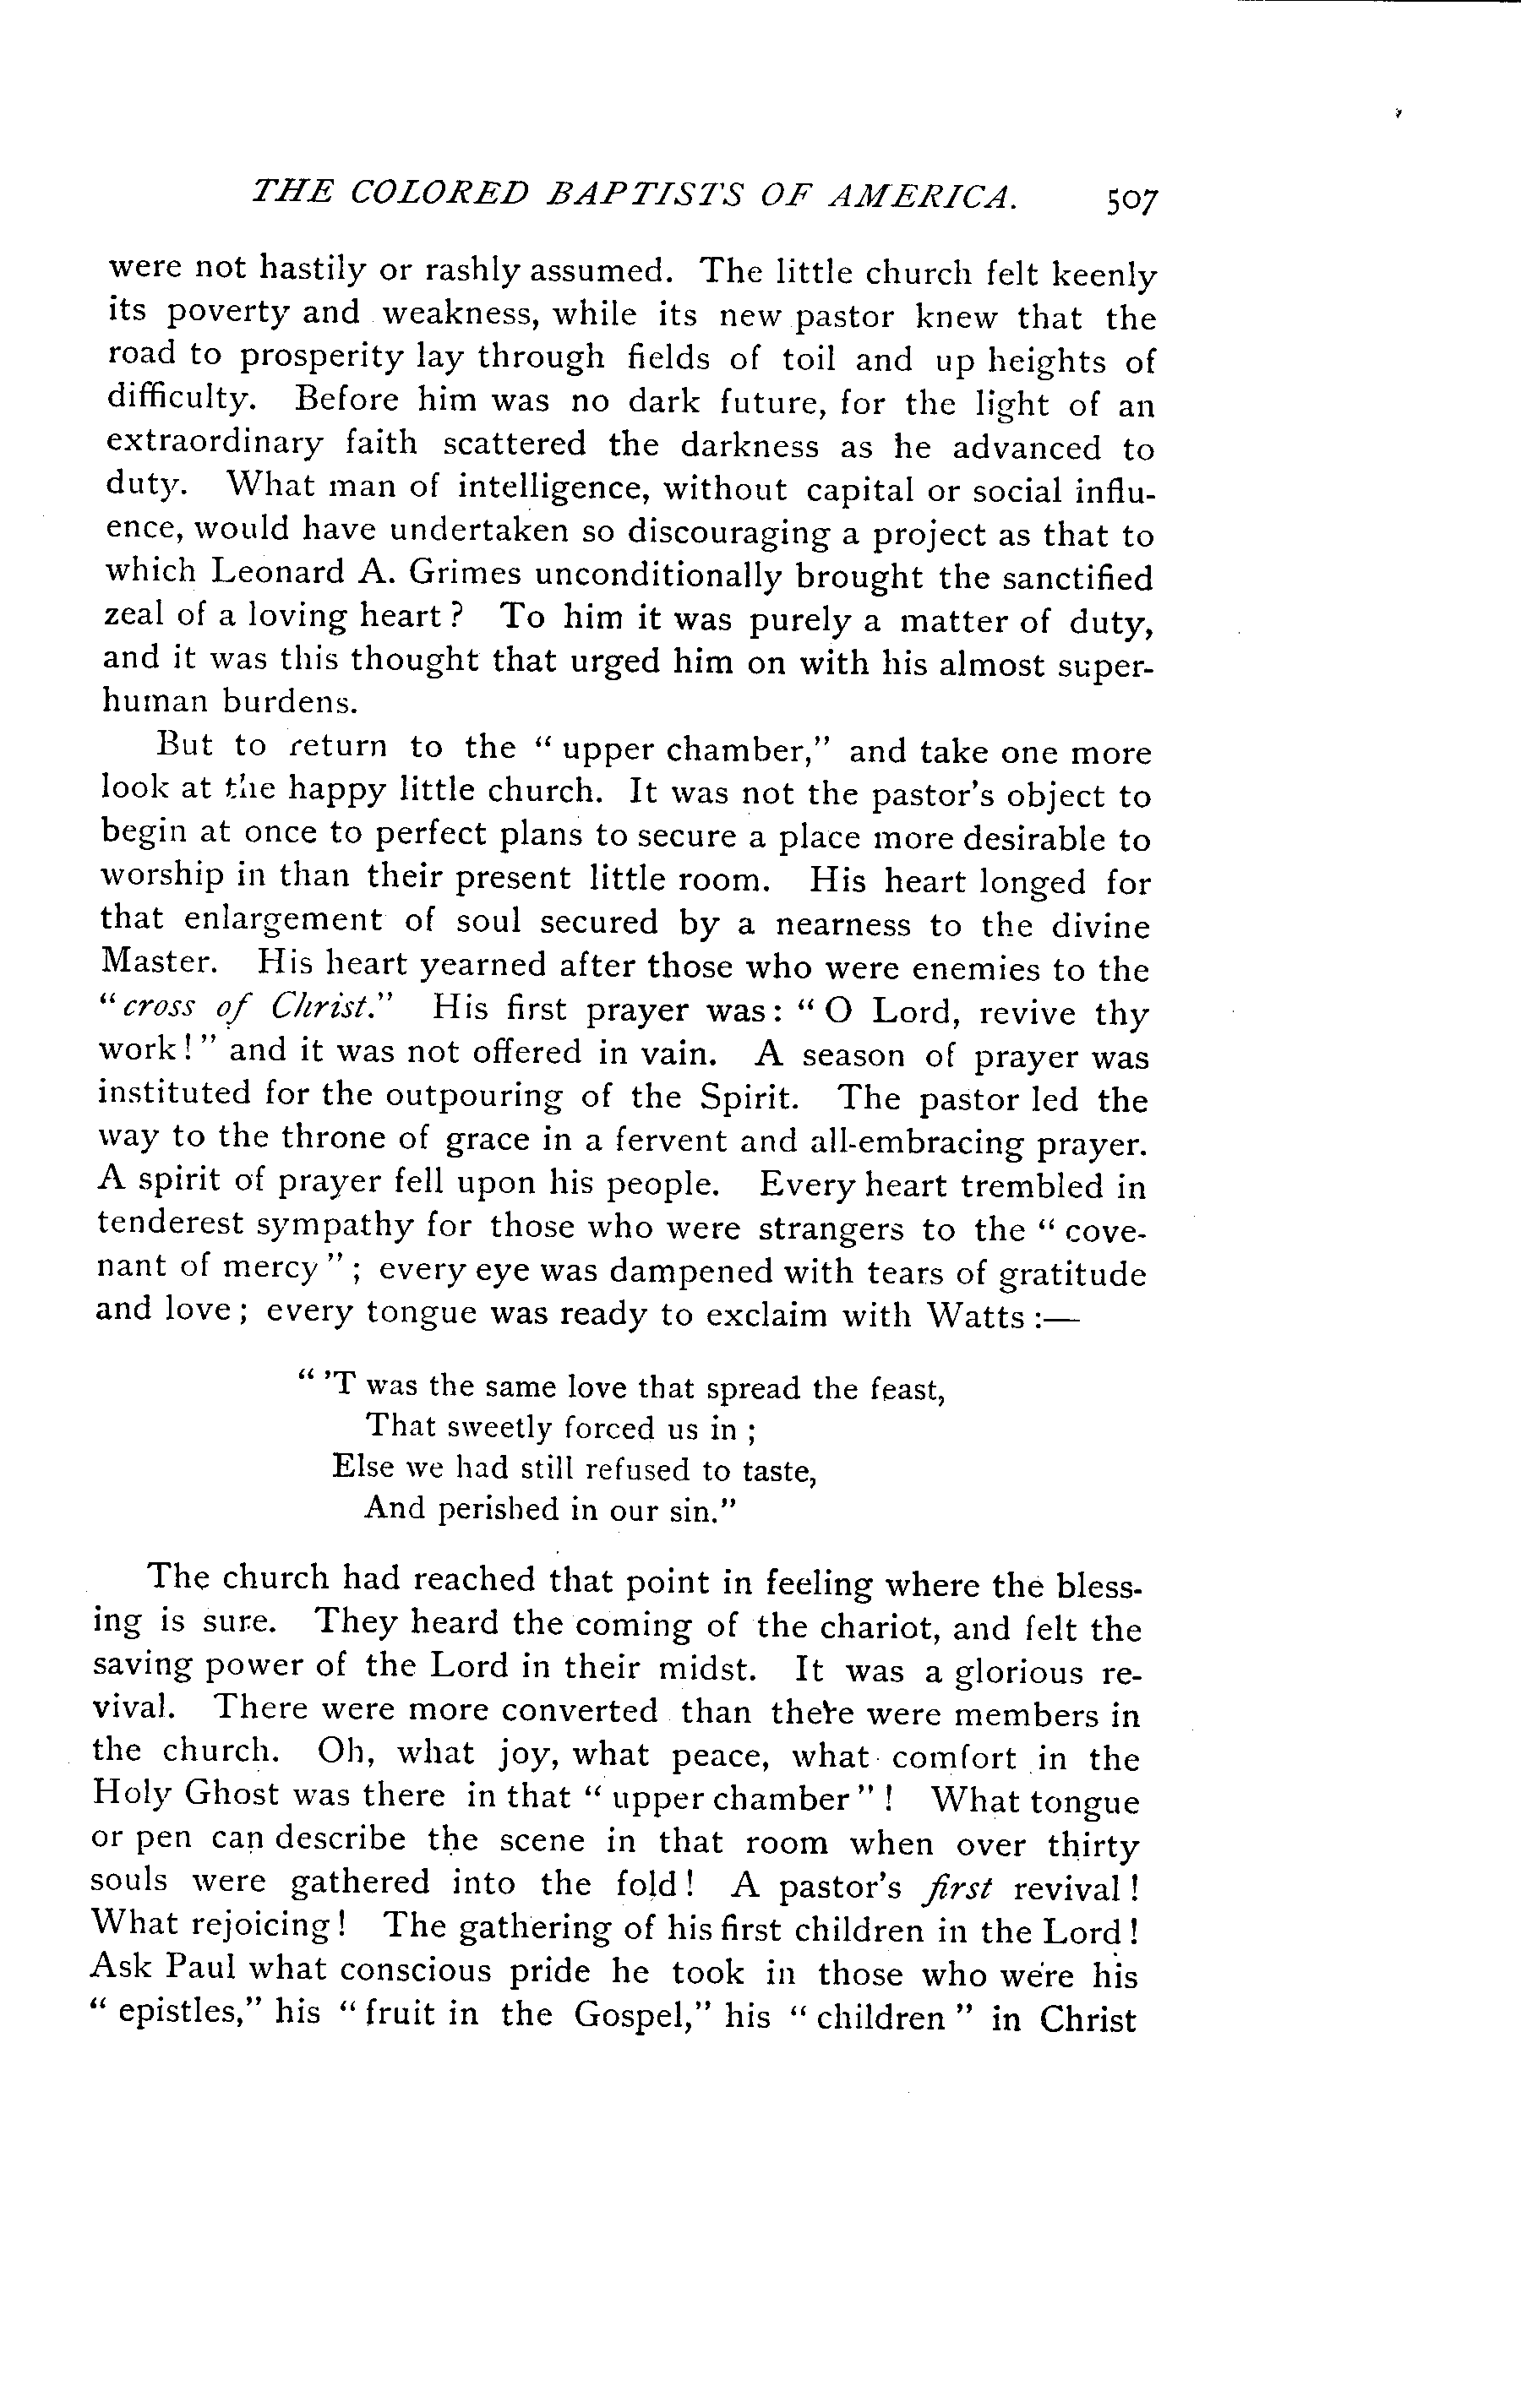 THE COLORED BAPTISTS OF AMERICA. 507
were not hastily or rashly assumed. The little church felt keenly
its poverty and weakness, while its new pastor knew that the
road to prosperity lay through fields of toil and up heights of
difficulty. Before him was no dark future, for the light of an
extraordinary faith scattered the darkness as he advanced to
duty. What man of intelligence, without capital or social influ-
ence, would have undertaken so discouraging a project as that to
which Leonard A. Grimes unconditionally brought the sanctified
zeal of a loving heart? To him it was purely a matter of duty,
and it was this thought that urged him on with his almost super-
human burdens.
But to return to the "upper chamber," and take one more
look at the happy little church. It was not the pastor's object to
begin at once to perfect plans to secure a place more desirable to
worship in than their present little room. His heart longed for
that enlargement of soul secured by a nearness to the divine
Master. His heart yearned after those who were enemies to the
"cross of Christ." His first prayer was: "O Lord, revive thy
work!" and it was not offered in vain. A season of prayer was
instituted for the outpouring of the Spirit. The pastor led the
way to the throne of grace in a fervent and all-embracing prayer.
A spirit of prayer fell upon his people. Every heart trembled in
tenderest sympathy for those who were strangers to the "cove-
nant of mercy"; every eye was dampened with tears of gratitude
and love; every tongue was ready to exclaim with Watts:—
"'T was the same love that spread the feast,
That sweetly forced us in;
Else we had still refused to taste,
And perished in our sin."
The church had reached that point in feeling where the bless-
ing is sure. They heard the coming of the chariot, and felt the
saving power of the Lord in their midst. It was a glorious re-
vival. There were more converted than there were members in
the church. Oh, what joy, what peace, what comfort in the
Holy Ghost was there in that "upper chamber"! What tongue
or pen can describe the scene in that room when over thirty
souls were gathered into the fold! A pastor's first revival!
What rejoicing! The gathering of his first children in the Lord!
Ask Paul what conscious pride he took in those who were his
"epistles," his "fruit in the Gospel," his "children" in Christ